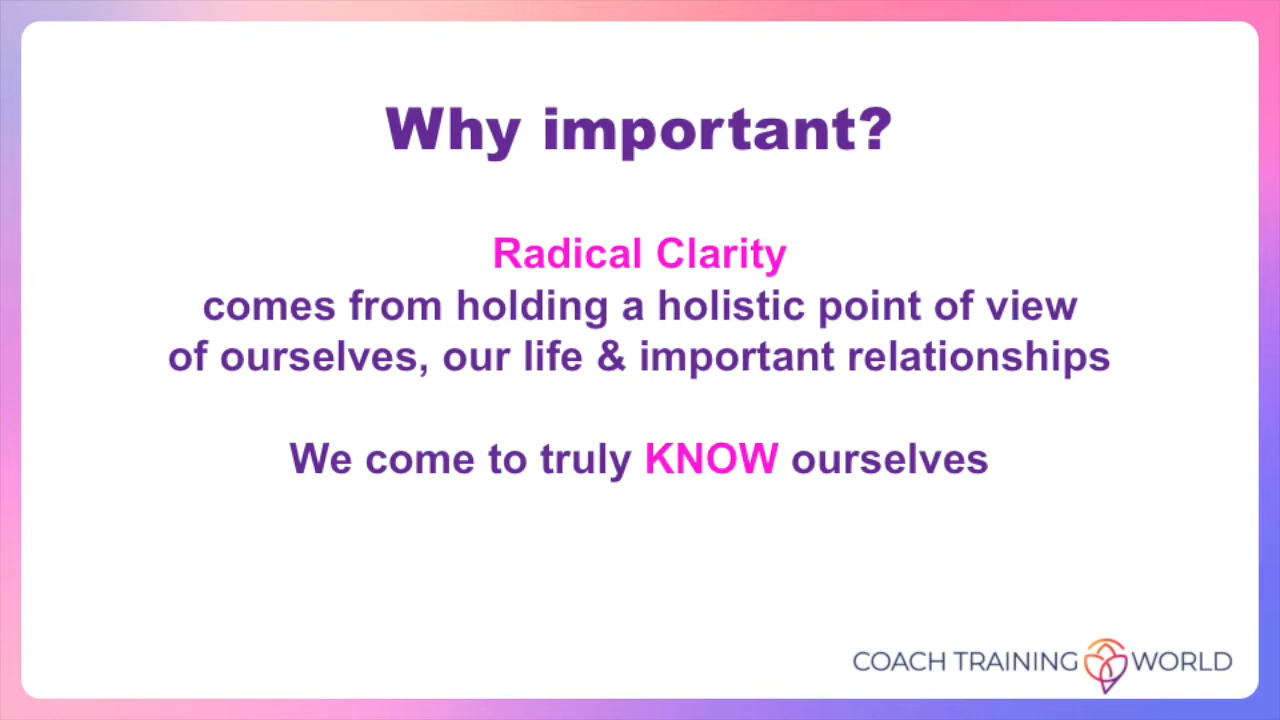 Why important?
Radical Clarity
comes from holding a holistic point of view
of ourselves, our life & important relationships
We come to truly KNOW ourselves
COACH TRAINING WORLD